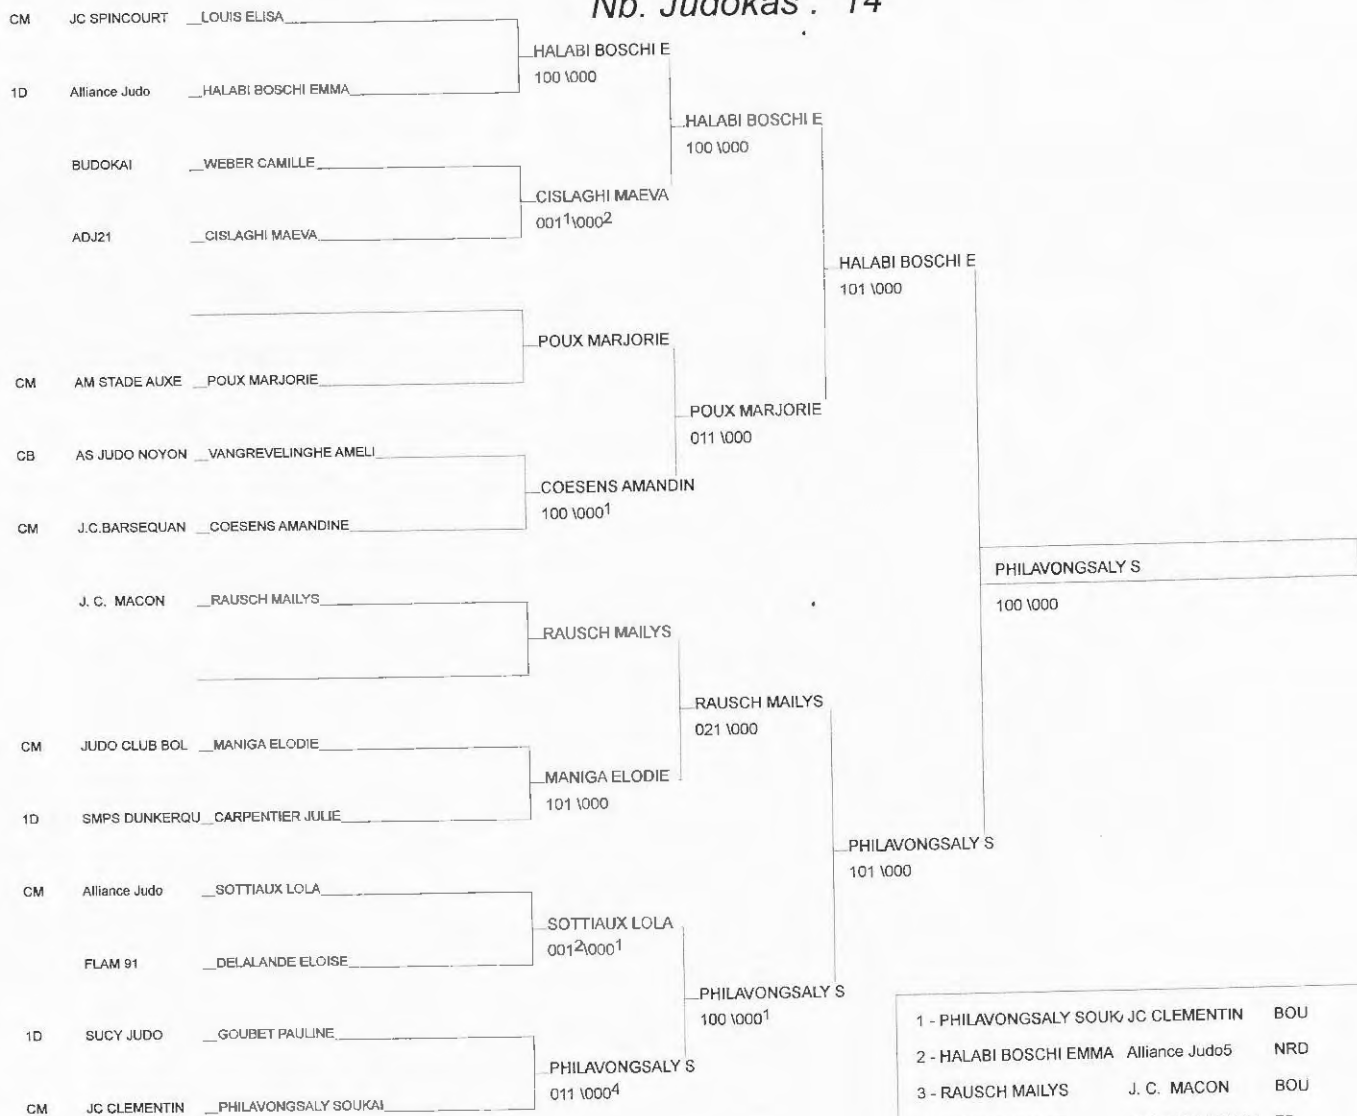 Nb. Judokas : 14
CM JC SPINCOURT LOUIS ELISA
HALABI BOSCHI E
100 \000
1D Alliance Judo HALABI BOSCHI EMMA
HALABI BOSCHI E
100 \000
BUDOKAI WEBER CAMILLE
CISLAGHI MAEVA
001¹\000²
ADJ21 CISLAGHI MAEVA
HALABI BOSCHI E
101 \000
POUX MARJORIE
CM AM STADE AUXE POUX MARJORIE
POUX MARJORIE
011 \000
CB AS JUDO NOYON VANGREVELINGHE AMELI
COESENS AMANDIN
100 \000¹
CM J.C.BARSEQUAN COESENS AMANDINE
PHILAVONGSALY S
100 \000
J. C. MACON RAUSCH MAILYS
RAUSCH MAILYS
RAUSCH MAILYS
021 \000
CM JUDO CLUB BOL MANIGA ELODIE
MANIGA ELODIE
101 \000
1D SMPS DUNKERQU CARPENTIER JULIE
PHILAVONGSALY S
101 \000
CM Alliance Judo SOTTIAUX LOLA
SOTTIAUX LOLA
001²\000¹
FLAM 91 DELALANDE ELOISE
PHILAVONGSALY S
100 \000¹
1D SUCY JUDO GOUBET PAULINE
PHILAVONGSALY S
011 \000⁴
CM JC CLEMENTIN PHILAVONGSALY SOUKAI
1 - PHILAVONGSALY SOUK JC CLEMENTIN BOU
2 - HALABI BOSCHI EMMA Alliance Judo5 NRD
3 - RAUSCH MAILYS J. C. MACON BOU